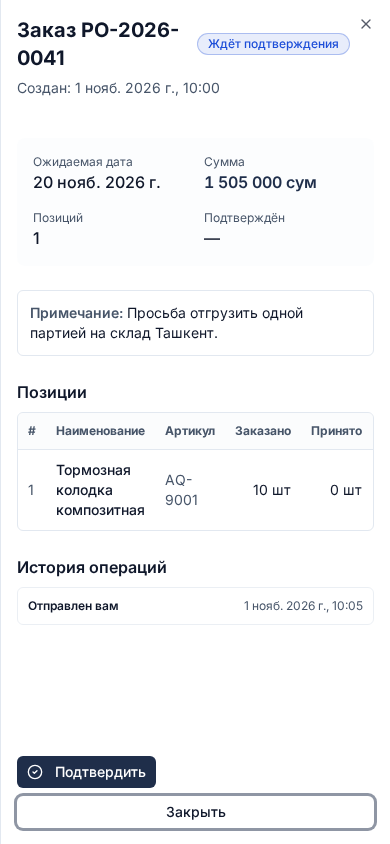 Заказ PO-2026-
0041
Ждёт подтверждения
Создан: 1 нояб. 2026 г., 10:00
Ожидаемая дата
Сумма
20 нояб. 2026 г.
1 505 000 сум
Позиций
Подтверждён
1
—
Примечание: Просьба отгрузить одной
партией на склад Ташкент.
Позиции
# Наименование Артикул Заказано Принято
1 Тормозная колодка композитная AQ-9001 10 шт 0 шт
История операций
Отправлен вам 1 нояб. 2026 г., 10:05
Подтвердить
Закрыть